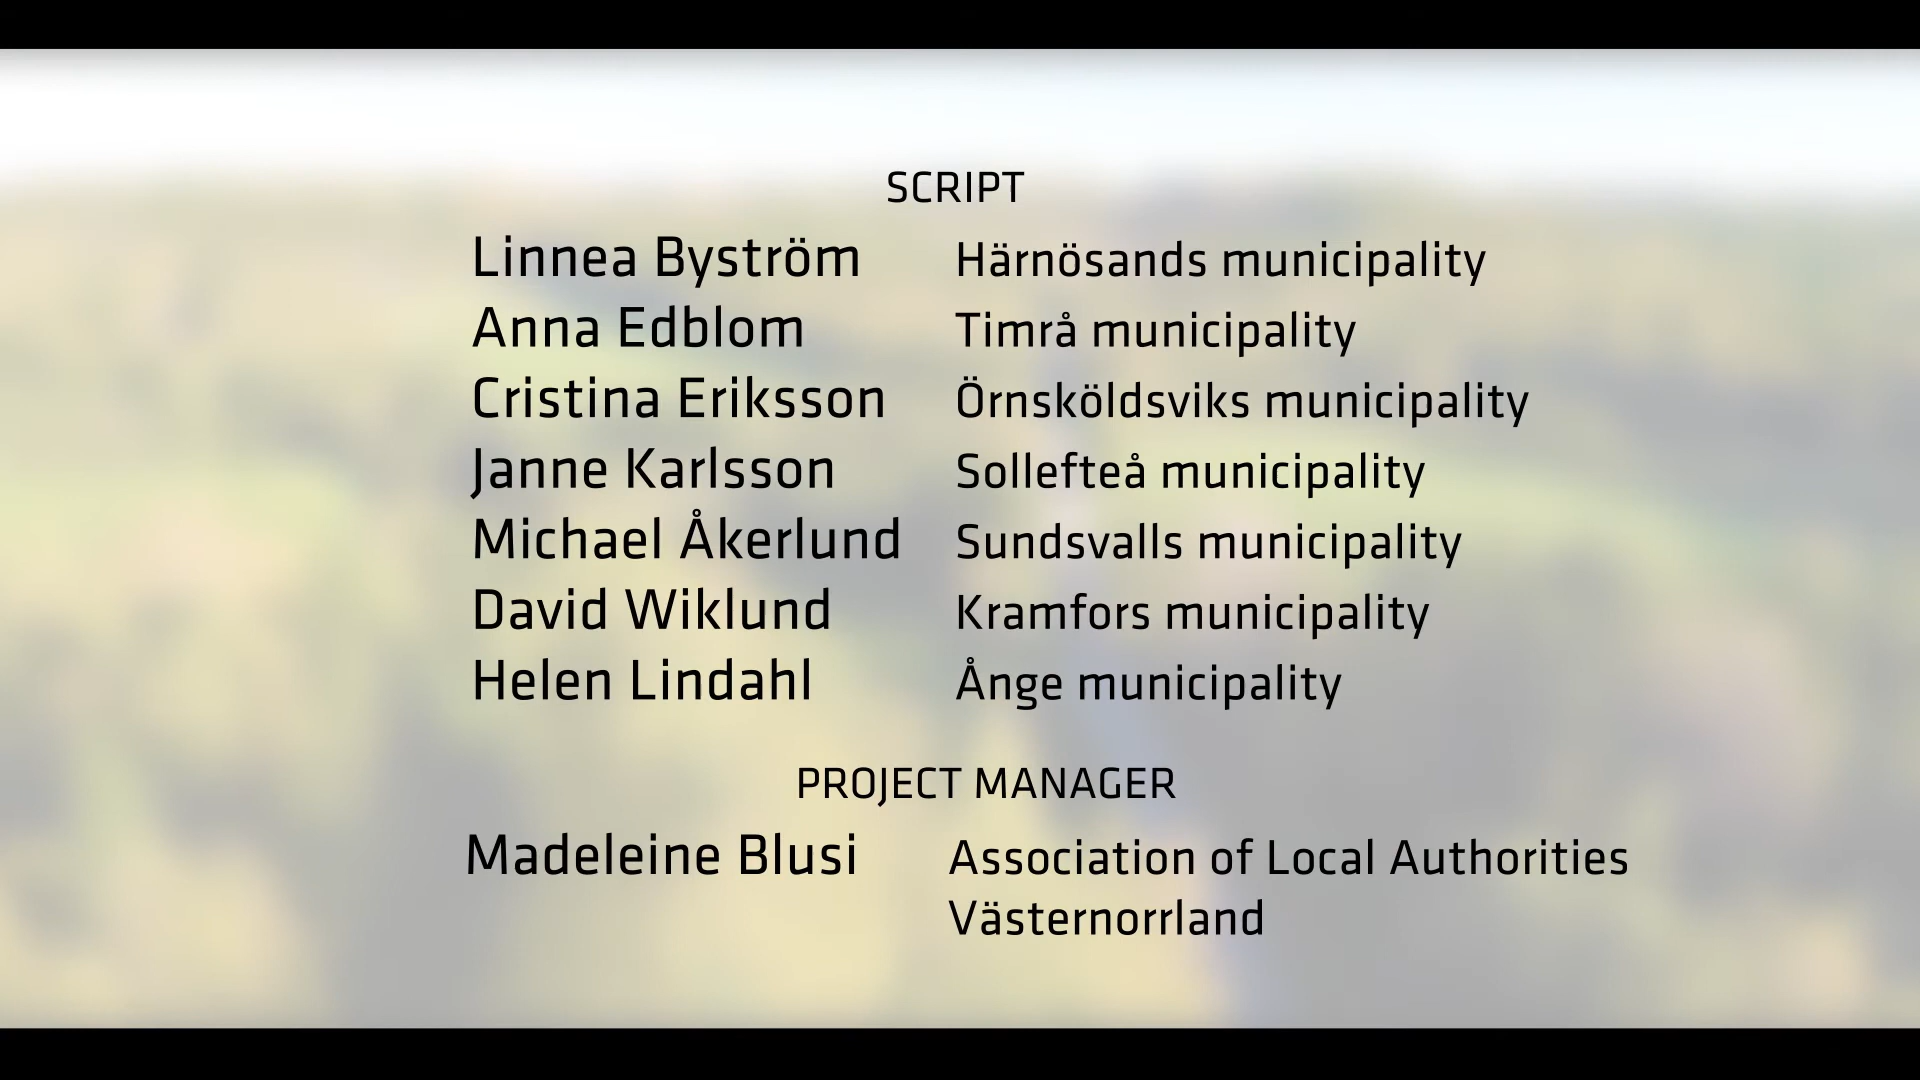 SCRIPT
Linnea Byström Härnösands municipality
Anna Edblom Timrå municipality
Cristina Eriksson Örnsköldsviks municipality
Janne Karlsson Sollefteå municipality
Michael Åkerlund Sundsvalls municipality
David Wiklund Kramfors municipality
Helen Lindahl Ånge municipality
PROJECT MANAGER
Madeleine Blusi Association of Local Authorities
Västernorrland